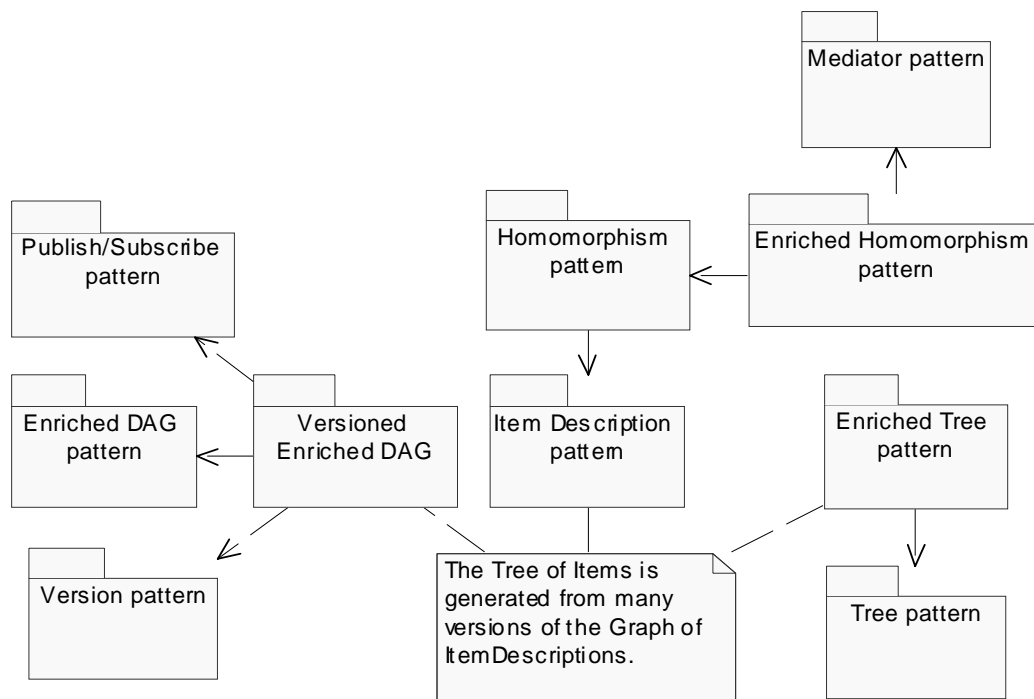 Mediator pattern
Publish/Subscribe
pattern
Homomorphism
pattern
Enriched Homomorphism
pattern
Enriched DAG
pattern
Versioned
Enriched DAG
Item Description
pattern
Enriched Tree
pattern
Version pattern
The Tree of Items is
generated from many
versions of the Graph of
ItemDescriptions.
Tree pattern